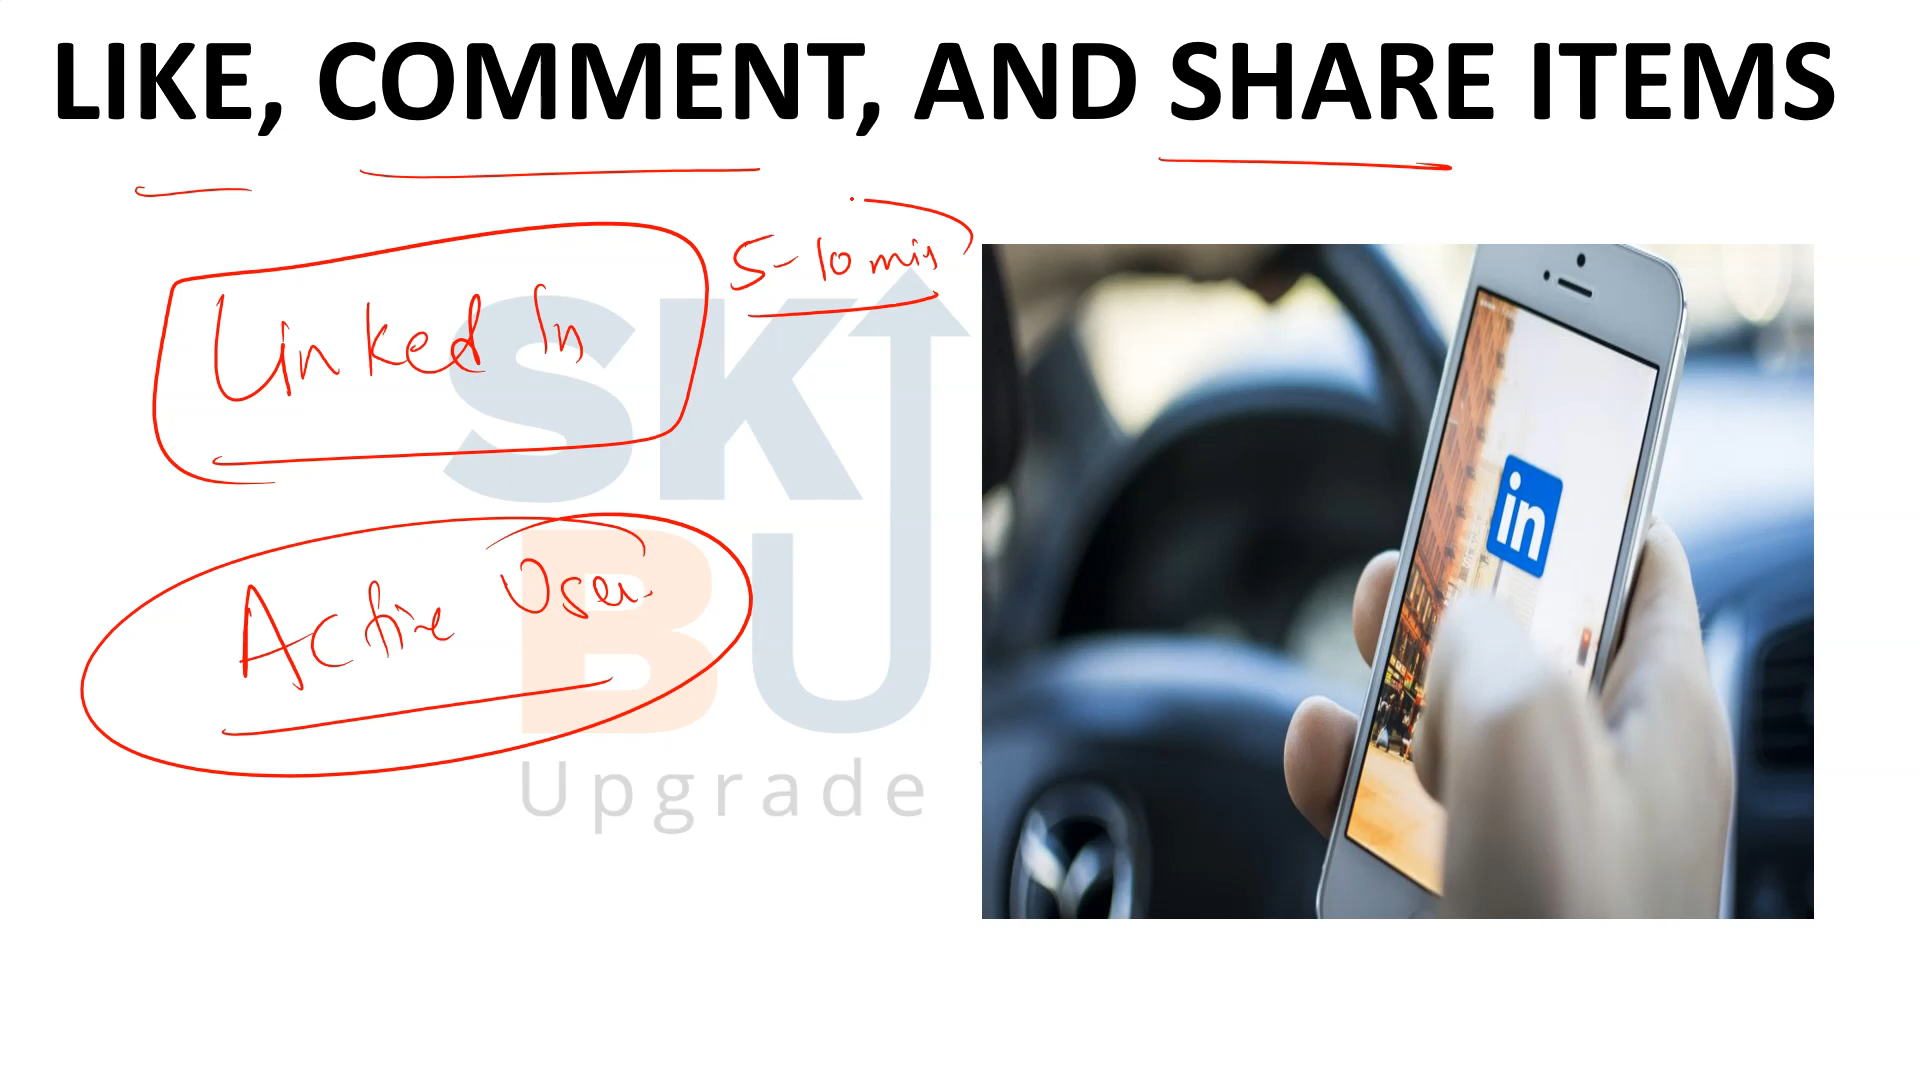 LIKE, COMMENT, AND SHARE ITEMS
5-10 min
Linked In
in
SK
Active User
BU
Upgrade